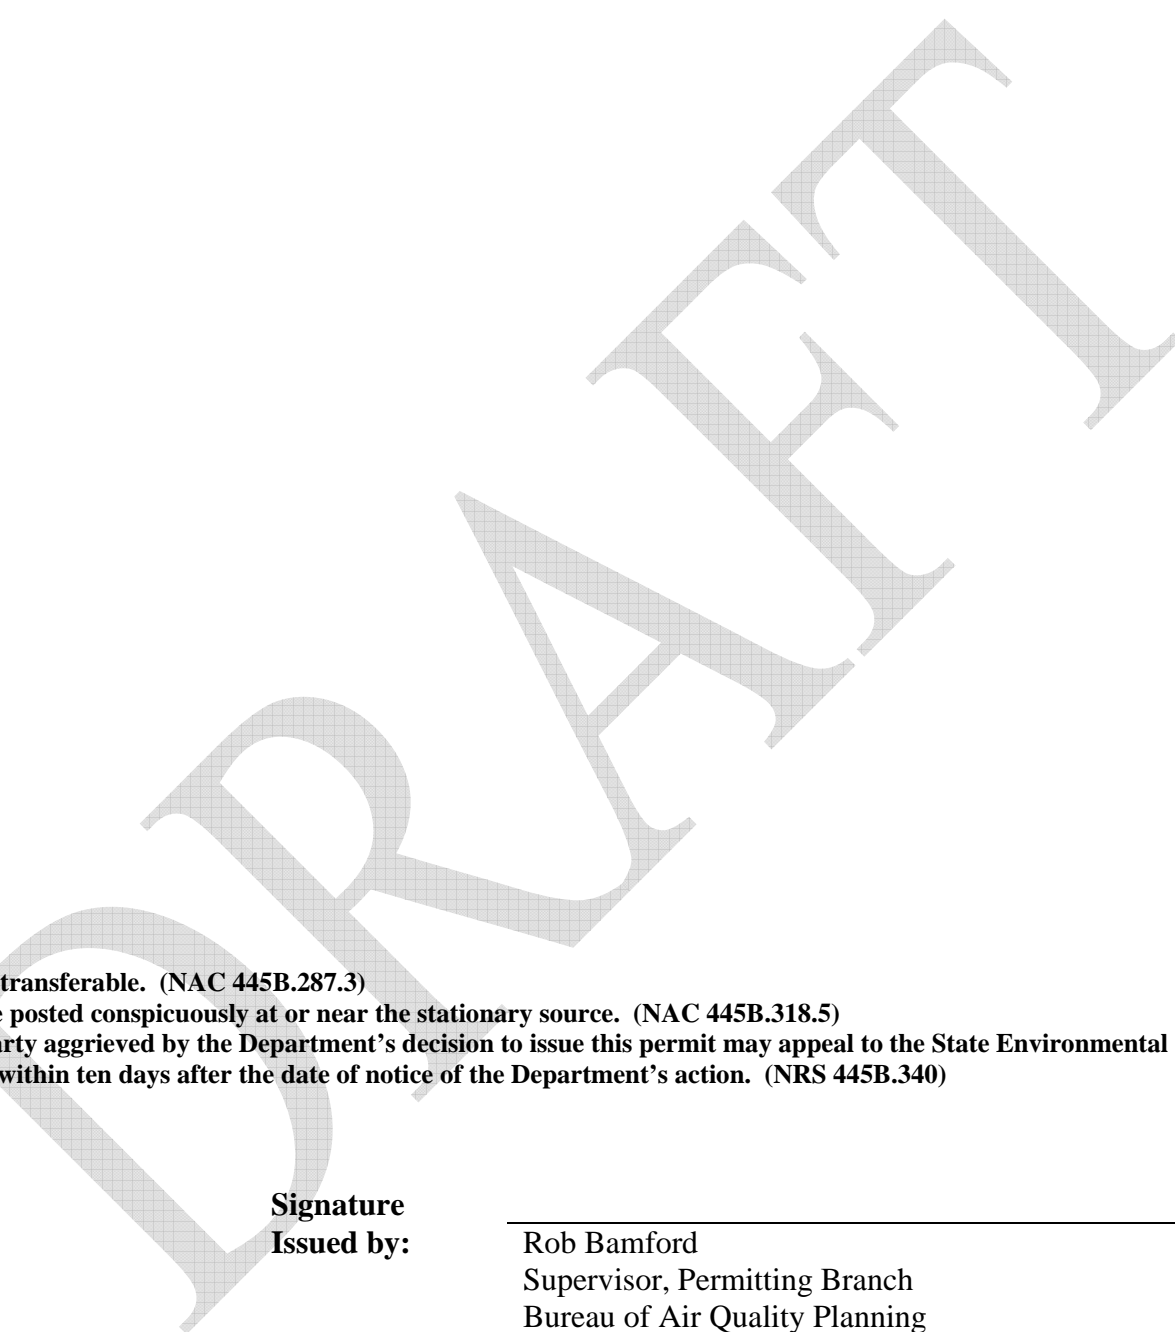 DRAFT
transferable. (NAC 445B.287.3)
posted conspicuously at or near the stationary source. (NAC 445B.318.5)
aggrieved by the Department’s decision to issue this permit may appeal to the State Environmental
within ten days after the date of notice of the Department’s action. (NRS 445B.340)
Signature
Issued by: Rob Bamford
Supervisor, Permitting Branch
Bureau of Air Quality Planning